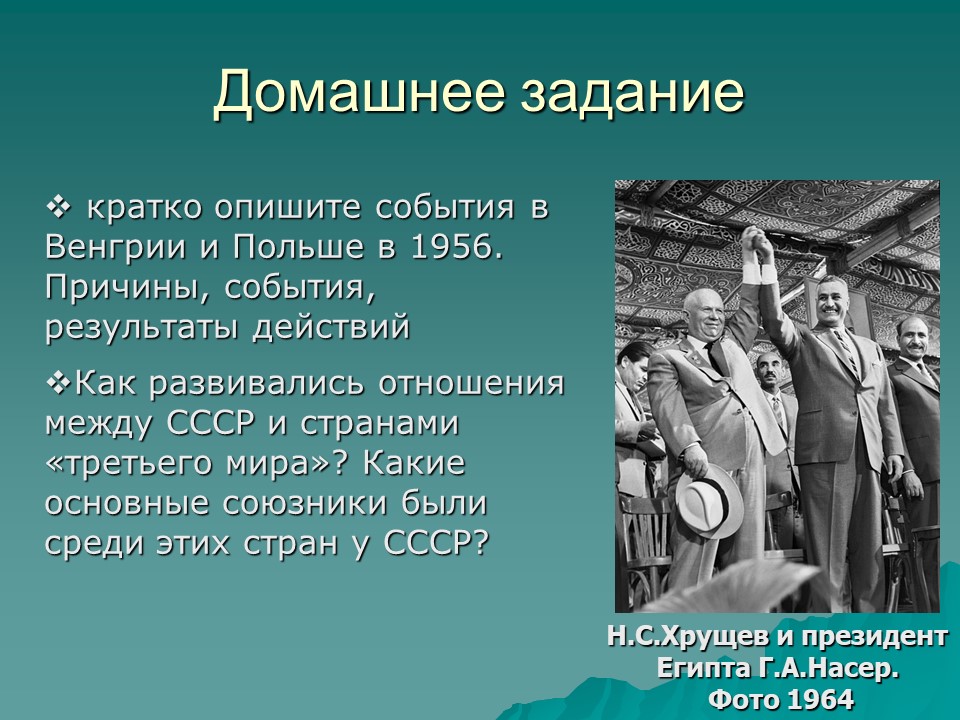 Домашнее задание
❖ кратко опишите события в
Венгрии и Польше в 1956.
Причины, события,
результаты действий
❖Как развивались отношения
между СССР и странами
«третьего мира»? Какие
основные союзники были
среди этих стран у СССР?
Н.С.Хрущев и президент
Египта Г.А.Насер.
Фото 1964